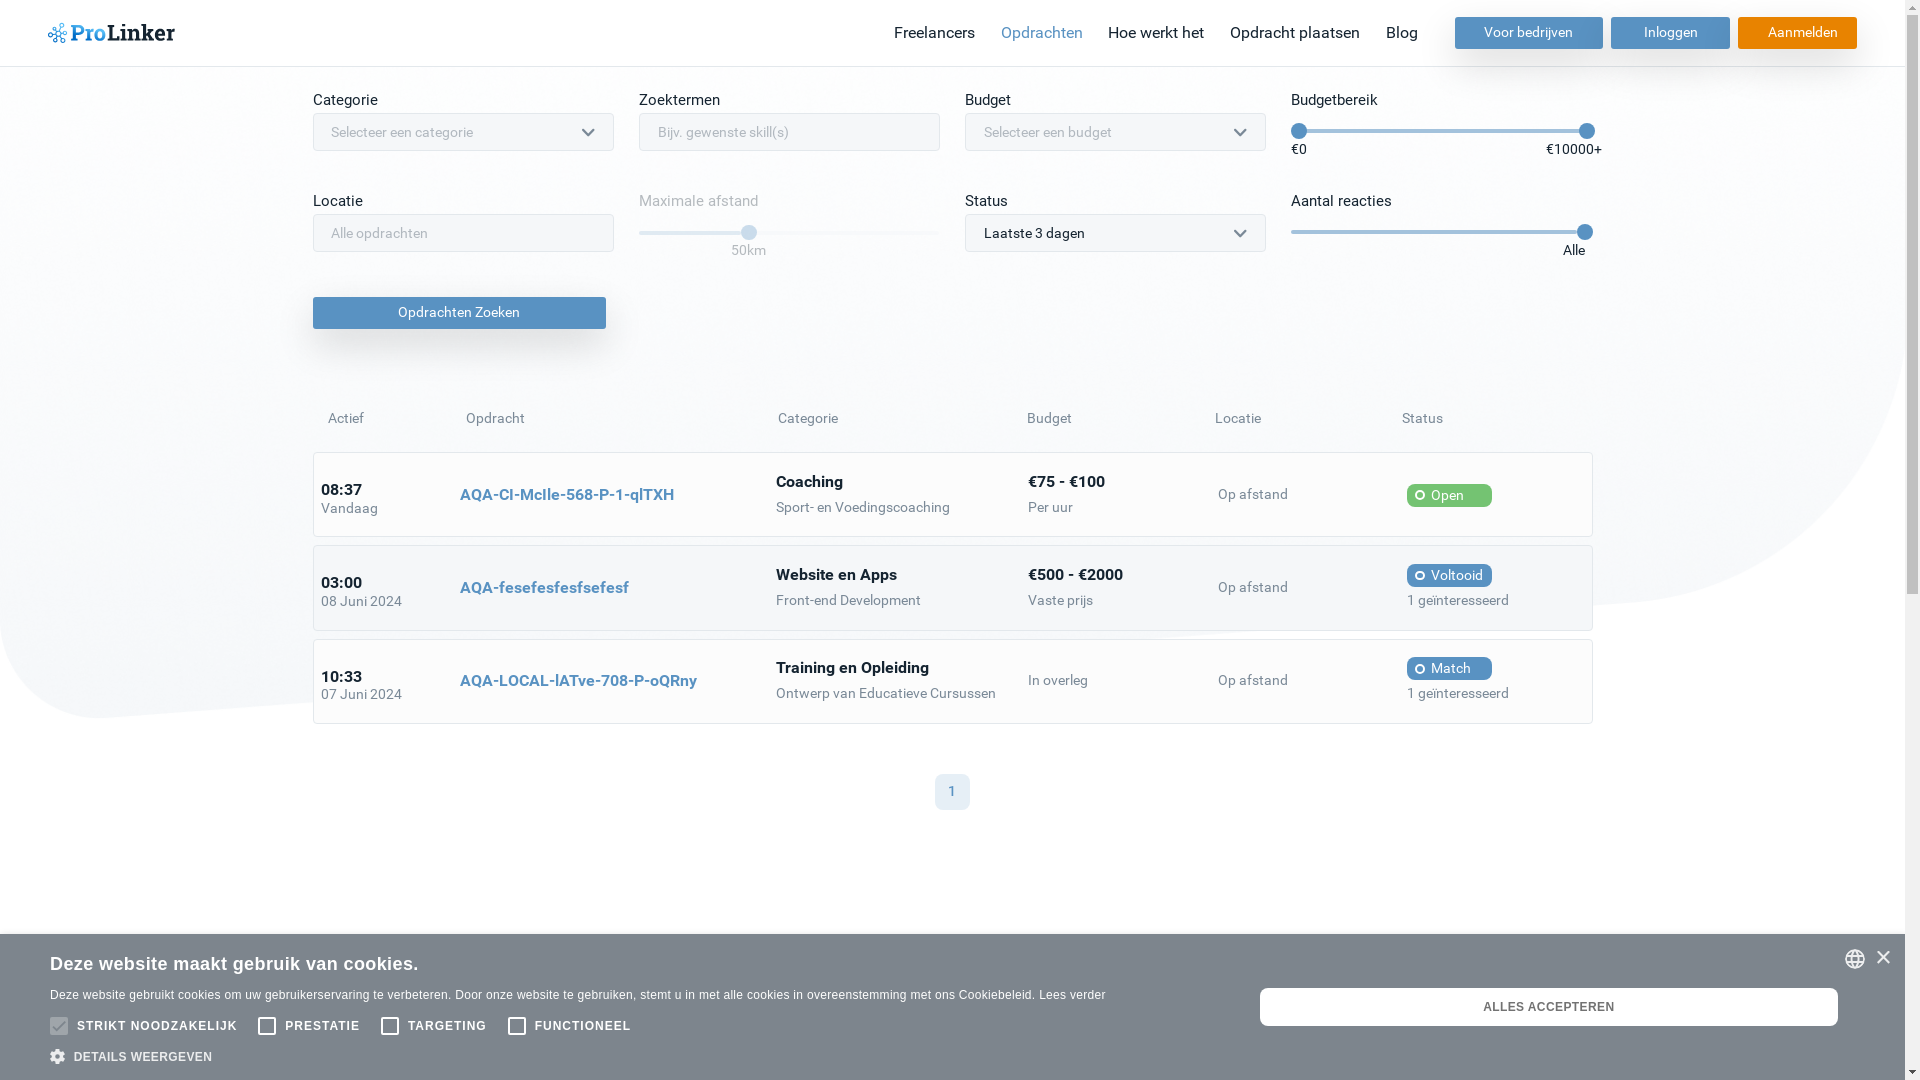 ProLinker
Freelancers Opdrachten Hoe werkt het Opdracht plaatsen Blog Voor bedrijven Inloggen Aanmelden
Categorie Zoektermen Budget Budgetbereik
Selecteer een categorie Bijv. gewenste skill(s) Selecteer een budget
€0 €10000+
Locatie Maximale afstand Status Aantal reacties
Alle opdrachten Laatste 3 dagen
50km Alle
Opdrachten Zoeken
Actief Opdracht Categorie Budget Locatie Status
08:37 AQA-CI-McIle-568-P-1-qlTXH Coaching €75 - €100 Op afstand Open
Vandaag Sport- en Voedingscoaching Per uur
03:00 AQA-fesefesfesfsefesf Website en Apps €500 - €2000 Op afstand Voltooid
08 Juni 2024 Front-end Development Vaste prijs 1 geïnteresseerd
10:33 AQA-LOCAL-lATve-708-P-oQRny Training en Opleiding In overleg Op afstand Match
07 Juni 2024 Ontwerp van Educatieve Cursussen 1 geïnteresseerd
1
Deze website maakt gebruik van cookies.
Deze website gebruikt cookies om uw gebruikerservaring te verbeteren. Door onze website te gebruiken, stemt u in met alle cookies in overeenstemming met ons Cookiebeleid. Lees verder
STRIKT NOODZAKELIJK PRESTATIE TARGETING FUNCTIONEEL
DETAILS WEERGEVEN
ALLES ACCEPTEREN
×